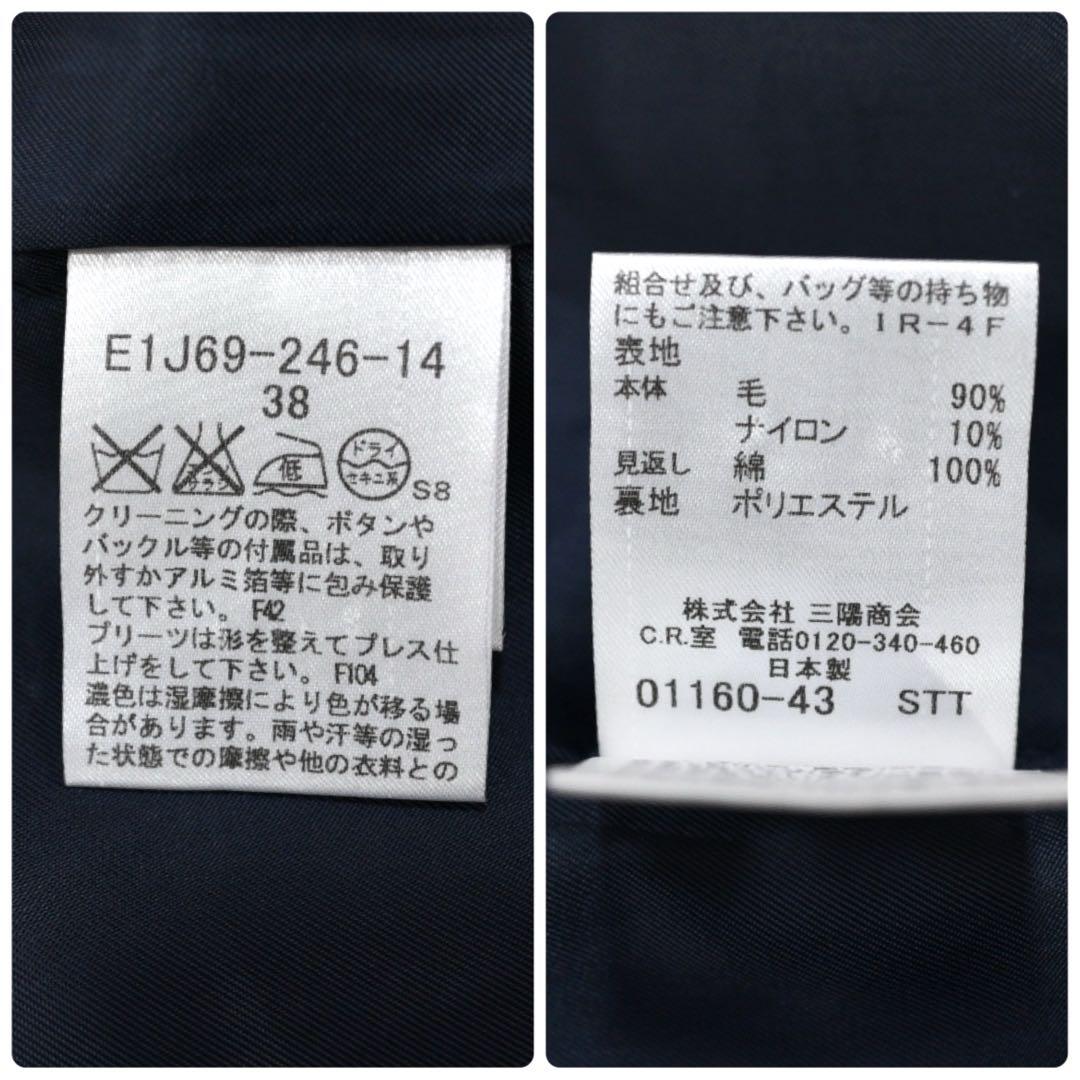 E1J69-246-14
38
低
ドライ
セキユ系
S8
クリーニングの際、ボタンや
バックル等の付属品は、取り
外すかアルミ箔等に包み保護
して下さい。F42
プリーツは形を整えてプレス仕
上げをして下さい。F104
濃色は湿摩擦により色が移る場
合があります。雨や汗等の湿っ
た状態での摩擦や他の衣料との
組合せ及び、バッグ等の持ち物
にもご注意下さい。IR-4F
表地
本体 毛 90%
ナイロン 10%
見返し 綿 100%
裏地 ポリエステル
株式会社 三陽商会
C.R.室 電話0120-340-460
日本製
01160-43 STT